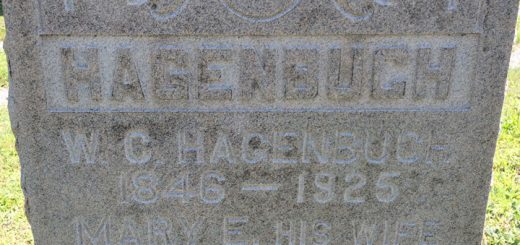 HAGENBUCH
W. C. HAGENBUCH
1846 — 1925
MARY E. HIS WIFE